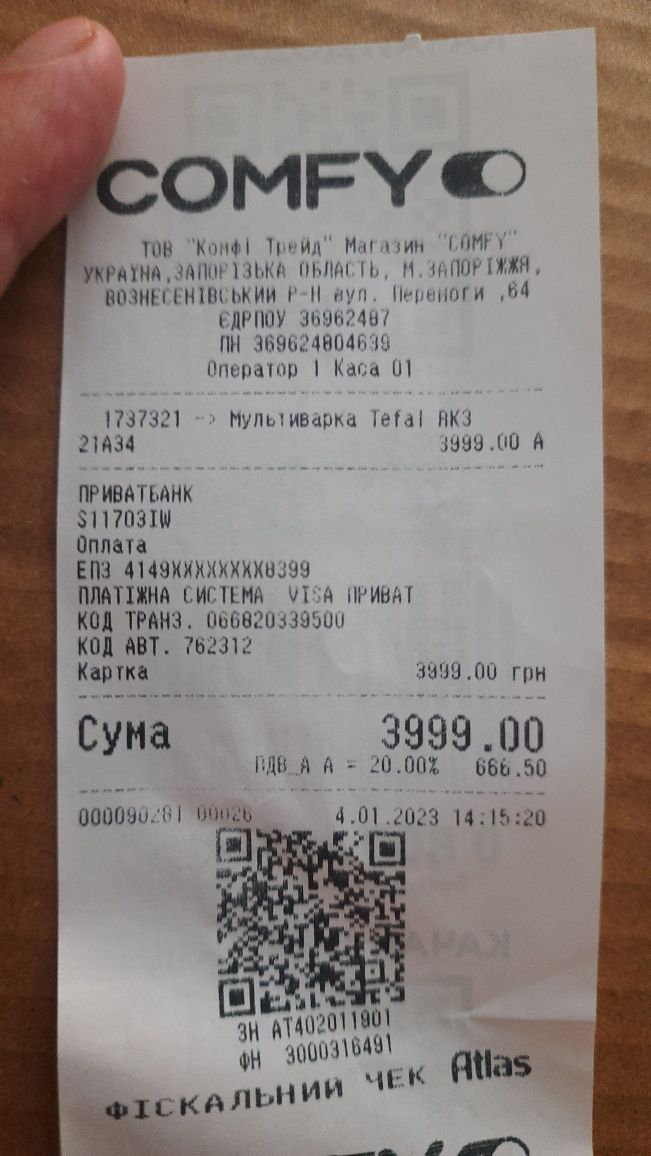 COMFY
ТОВ "Конфі Трейд" Магазин "COMFY"
УКРАЇНА,ЗАПОРІЗЬКА ОБЛАСТЬ, М.ЗАПОРІЖЖЯ,
ВОЗНЕСЕНІВСЬКИЙ Р-Н вул. Перемоги ,64
ЄДРПОУ 36962487
ПН 369624804639
Оператор 1 Каса 01
1737321 -> Мультиварка Tefal RK3
21A34 3999.00 А
ПРИВАТБАНК
S11703IW
Оплата
ЕПЗ 4149XXXXXXXX8399
ПЛАТІЖНА СИСТЕМА VISA ПРИВАТ
КОД ТРАНЗ. 066820339500
КОД АВТ. 762312
Картка 3999.00 грн
Сума 3999.00
ПДВ_А А = 20.00% 666.50
000090281 00026 4.01.2023 14:15:20
ЗН АТ402011901
ФН 3000316491
ФІСКАЛЬНИЙ ЧЕК Atlas